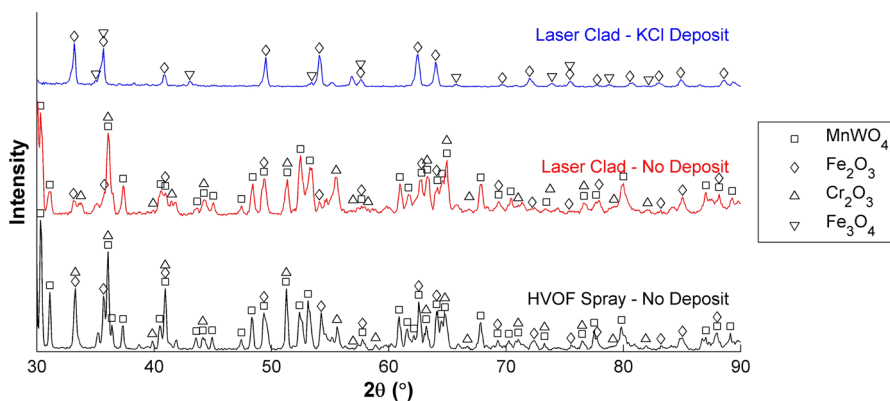 Laser Clad - KCl Deposit
Laser Clad - No Deposit
HVOF Spray - No Deposit
Intensity
30 40 50 60 70 80 90
2θ (°)
MnWO₄
Fe₂O₃
Cr₂O₃
Fe₃O₄